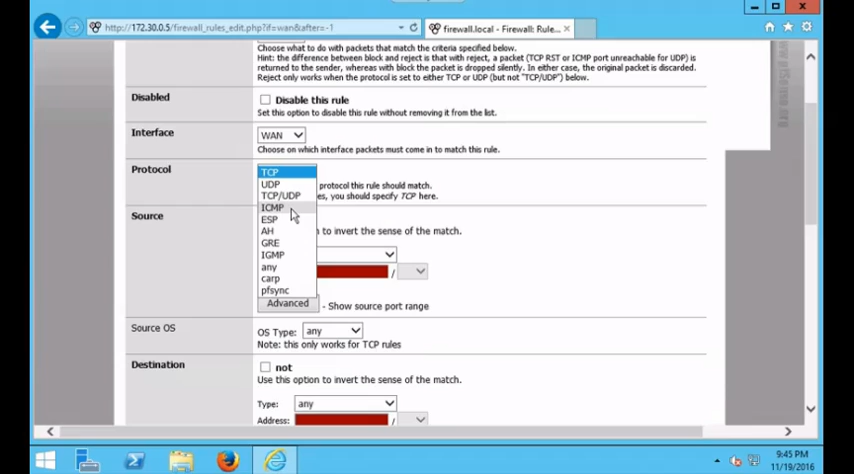 http://172.30.0.5/firewall_rules_edit.php?if=wan&after=-1
firewall.local - Firewall: Rule...
Choose what to do with packets that match the criteria specified below.
Hint: the difference between block and reject is that with reject, a packet (TCP RST or ICMP port unreachable for UDP) is
returned to the sender, whereas with block the packet is dropped silently. In either case, the original packet is discarded.
Reject only works when the protocol is set to either TCP or UDP (but not "TCP/UDP") below.
Disabled
Disable this rule
Set this option to disable this rule without removing it from the list.
Interface
WAN
Choose on which interface packets must come in to match this rule.
Protocol
TCP
UDP
protocol this rule should match.
TCP/UDP
es, you should specify TCP here.
ICMP
Source
ESP
AH
on to invert the sense of the match.
GRE
IGMP
any
/
carp
pfsync
Advanced
- Show source port range
Source OS
OS Type:
any
Note: this only works for TCP rules
Destination
not
Use this option to invert the sense of the match.
Type:
any
Address:
/
9:45 PM
11/19/2016